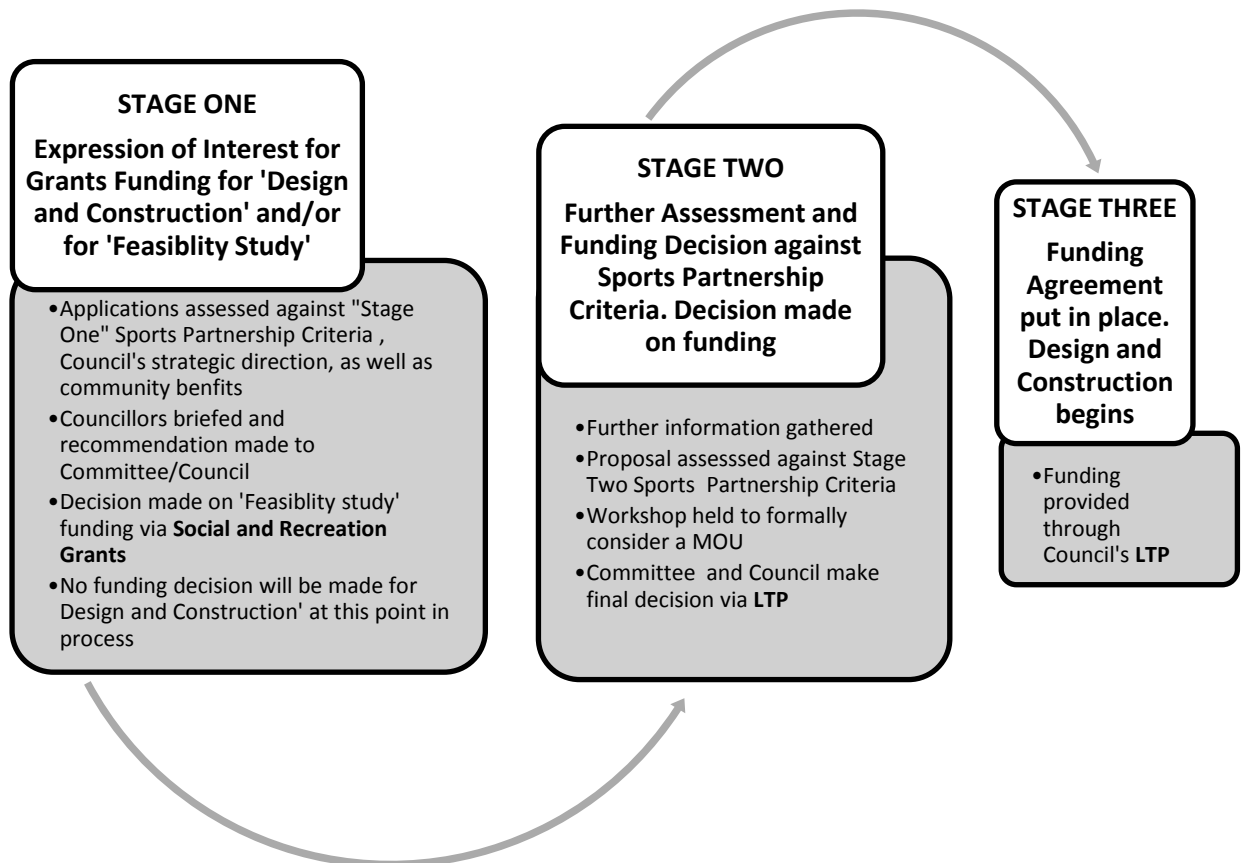 STAGE ONE
Expression of Interest for
Grants Funding for 'Design
and Construction' and/or
for 'Feasiblity Study'
•Applications assessed against "Stage
One" Sports Partnership Criteria ,
Council's strategic direction, as well as
community benfits
•Councillors briefed and
recommendation made to
Committee/Council
•Decision made on 'Feasiblity study'
funding via Social and Recreation
Grants
•No funding decision will be made for
Design and Construction' at this point in
process
STAGE TWO
Further Assessment and
Funding Decision against
Sports Partnership
Criteria. Decision made
on funding
•Further information gathered
•Proposal assesssed against Stage
Two Sports Partnership Criteria
•Workshop held to formally
consider a MOU
•Committee and Council make
final decision via LTP
STAGE THREE
Funding
Agreement
put in place.
Design and
Construction
begins
•Funding
provided
through
Council's LTP